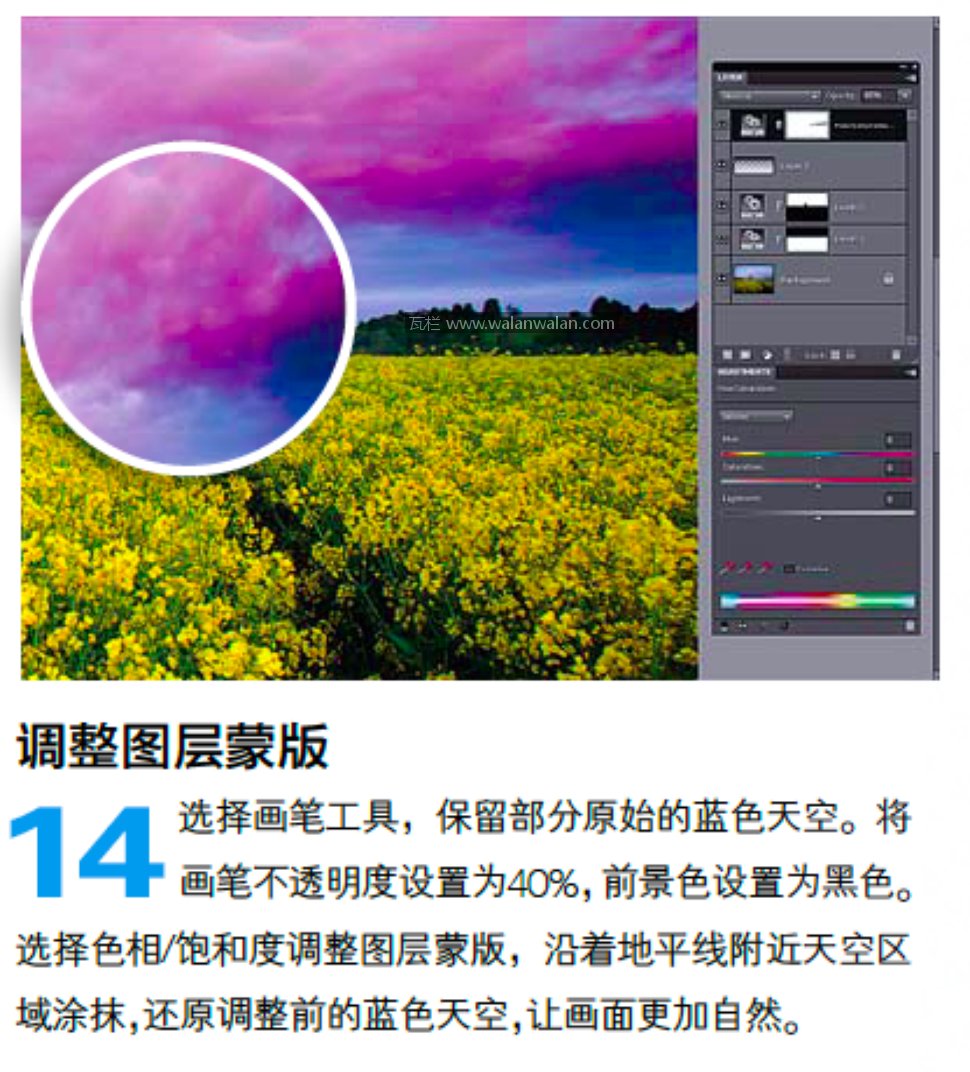 LAYERS
瓦栏 www.walanwalan.com
Background
ADJUSTMENTS
调整图层蒙版
14
选择画笔工具，保留部分原始的蓝色天空。将
画笔不透明度设置为40%，前景色设置为黑色。
选择色相/饱和度调整图层蒙版，沿着地平线附近天空区
域涂抹，还原调整前的蓝色天空，让画面更加自然。